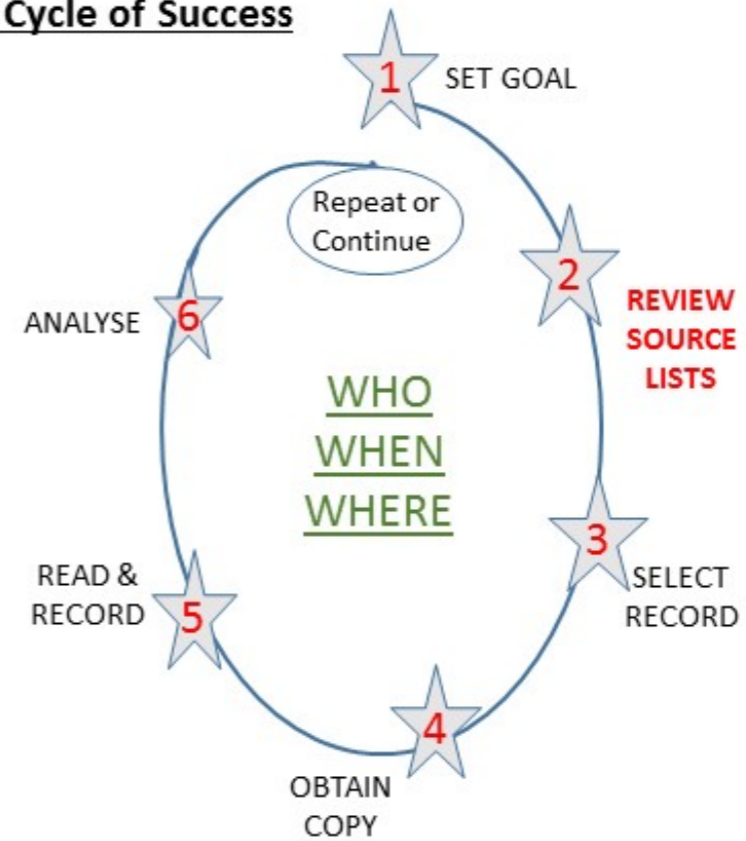 Cycle of Success
1
SET GOAL
2
REVIEW
SOURCE
LISTS
3
SELECT
RECORD
4
OBTAIN
COPY
5
READ &
RECORD
6
ANALYSE
Repeat or
Continue
WHO
WHEN
WHERE